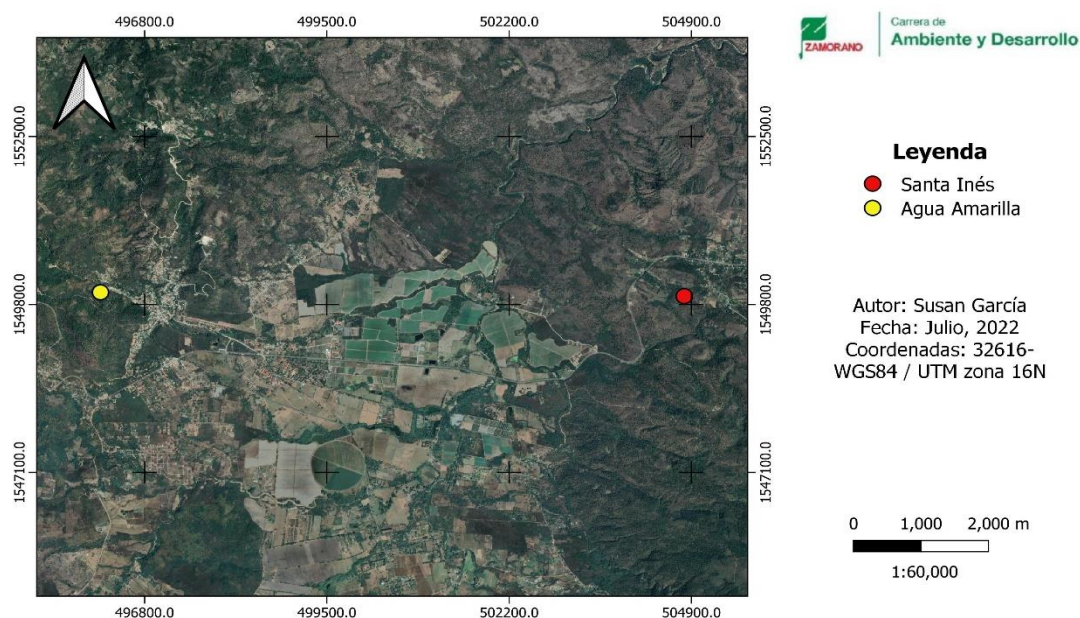 496800.0 499500.0 502200.0 504900.0
ZAMORANO
Carrera de
Ambiente y Desarrollo
1552500.0 1552500.0
Leyenda
Santa Inés
Agua Amarilla
1549800.0 1549800.0
Autor: Susan García
Fecha: Julio, 2022
Coordenadas: 32616-
WGS84 / UTM zona 16N
1547100.0 1547100.0
0 1,000 2,000 m
1:60,000
496800.0 499500.0 502200.0 504900.0